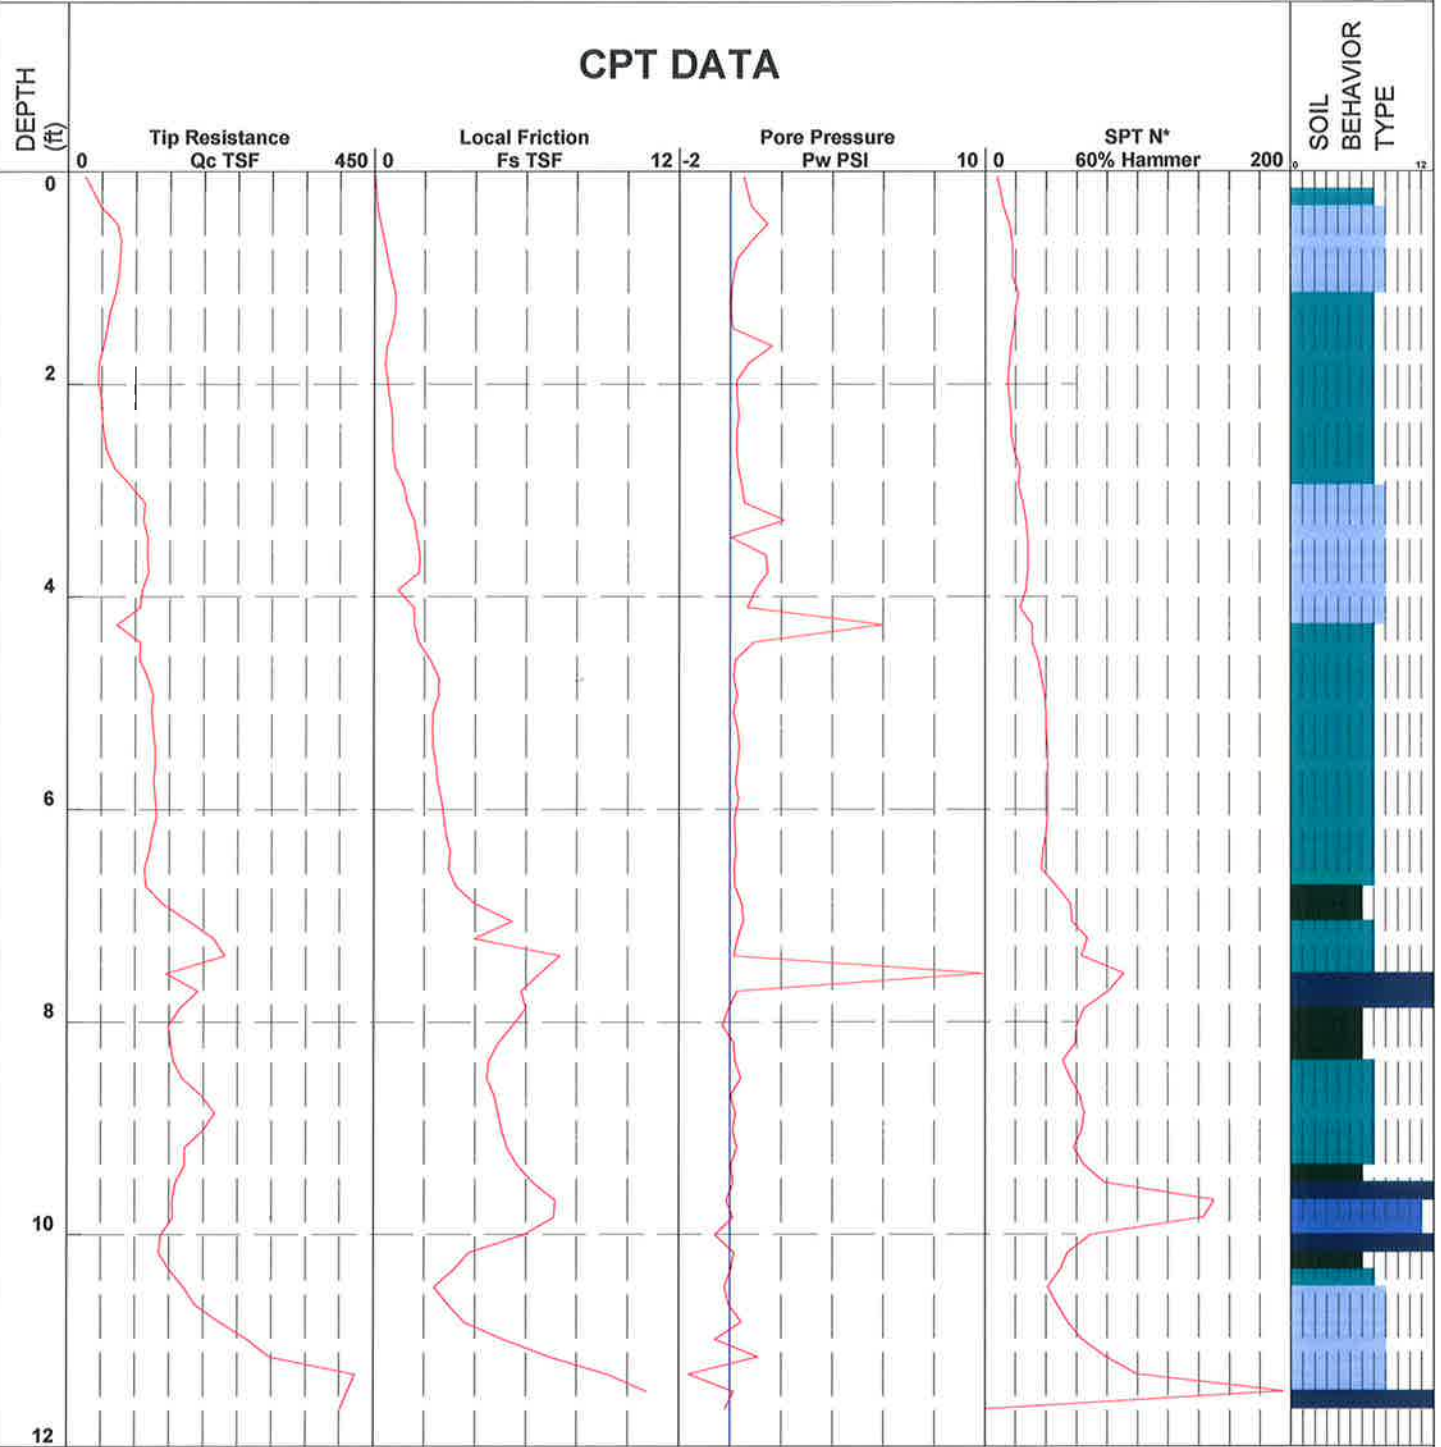 CPT DATA
DEPTH
(ft)
Tip Resistance
0 Qc TSF 450
Local Friction
0 Fs TSF 12
Pore Pressure
-2 Pw PSI 10
SPT N*
0 60% Hammer 200
SOIL
BEHAVIOR
TYPE
0 12
0
2
4
6
8
10
12